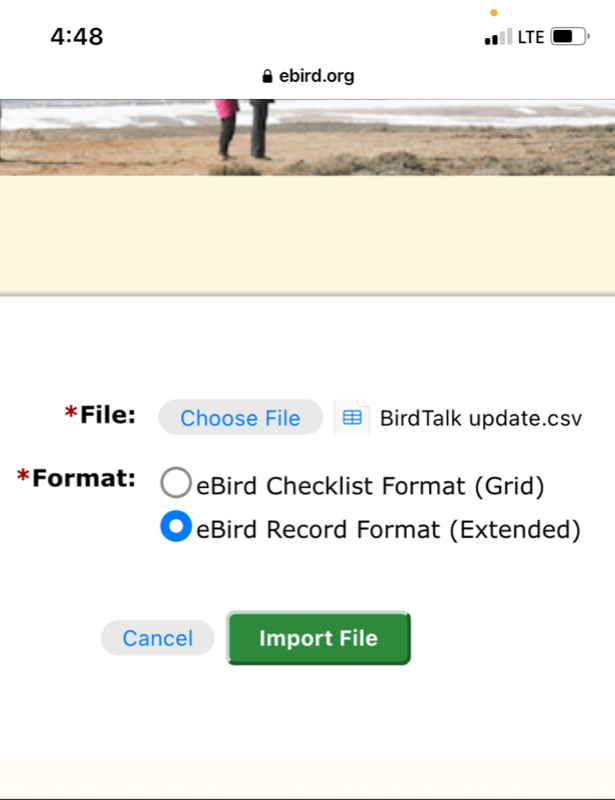 4:48 LTE
ebird.org
*File: Choose File BirdTalk update.csv
*Format: eBird Checklist Format (Grid)
eBird Record Format (Extended)
Cancel Import File